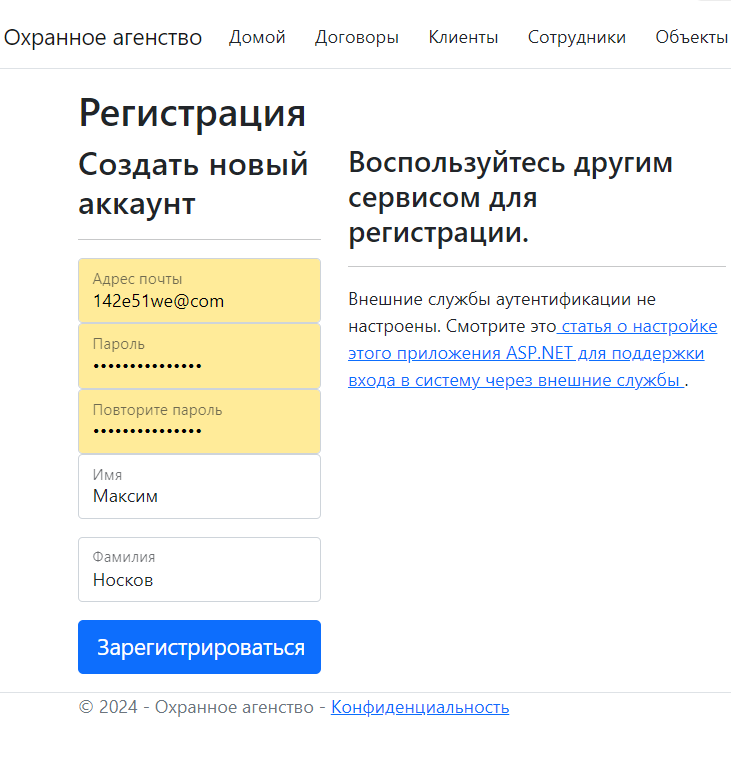 Охранное агенство Домой Договоры Клиенты Сотрудники Объекты
Регистрация
Создать новый
аккаунт
Адрес почты
142e51we@com
Пароль
•••••••••••••••
Повторите пароль
•••••••••••••••
Имя
Максим
Фамилия
Носков
Зарегистрироваться
Воспользуйтесь другим
сервисом для
регистрации.
Внешние службы аутентификации не
настроены. Смотрите это статья о настройке
этого приложения ASP.NET для поддержки
входа в систему через внешние службы .
© 2024 - Охранное агенство - Конфиденциальность